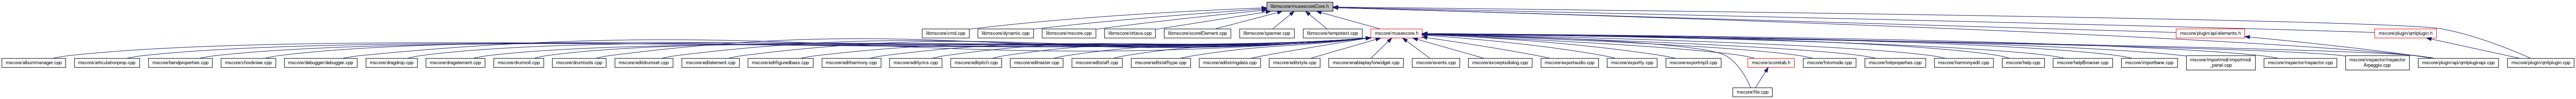 libmscore/musescoreCore.h
libmscore/cmd.cpp
libmscore/dynamic.cpp
libmscore/mscore.cpp
libmscore/ottava.cpp
libmscore/scoreElement.cpp
libmscore/spanner.cpp
libmscore/tempotext.cpp
mscore/musescore.h
mscore/plugin/api/elements.h
mscore/plugin/qmlplugin.h
mscore/albummanager.cpp
mscore/articulationprop.cpp
mscore/bendproperties.cpp
mscore/chordview.cpp
mscore/debugger/debugger.cpp
mscore/dragdrop.cpp
mscore/dragelement.cpp
mscore/drumroll.cpp
mscore/drumtools.cpp
mscore/editdrumset.cpp
mscore/editelement.cpp
mscore/editfiguredbass.cpp
mscore/editharmony.cpp
mscore/editlyrics.cpp
mscore/editpitch.cpp
mscore/editraster.cpp
mscore/editstaff.cpp
mscore/editstafftype.cpp
mscore/editstringdata.cpp
mscore/editstyle.cpp
mscore/enableplayforwidget.cpp
mscore/events.cpp
mscore/excerptsdialog.cpp
mscore/exportaudio.cpp
mscore/exportly.cpp
mscore/exportmp3.cpp
mscore/scoretab.h
mscore/fotomode.cpp
mscore/fretproperties.cpp
mscore/harmonyedit.cpp
mscore/help.cpp
mscore/helpBrowser.cpp
mscore/importbww.cpp
mscore/importmidi/importmidi
_panel.cpp
mscore/inspector/inspector.cpp
mscore/inspector/inspector
Arpeggio.cpp
mscore/plugin/api/qmlpluginapi.cpp
mscore/plugin/qmlplugin.cpp
mscore/file.cpp